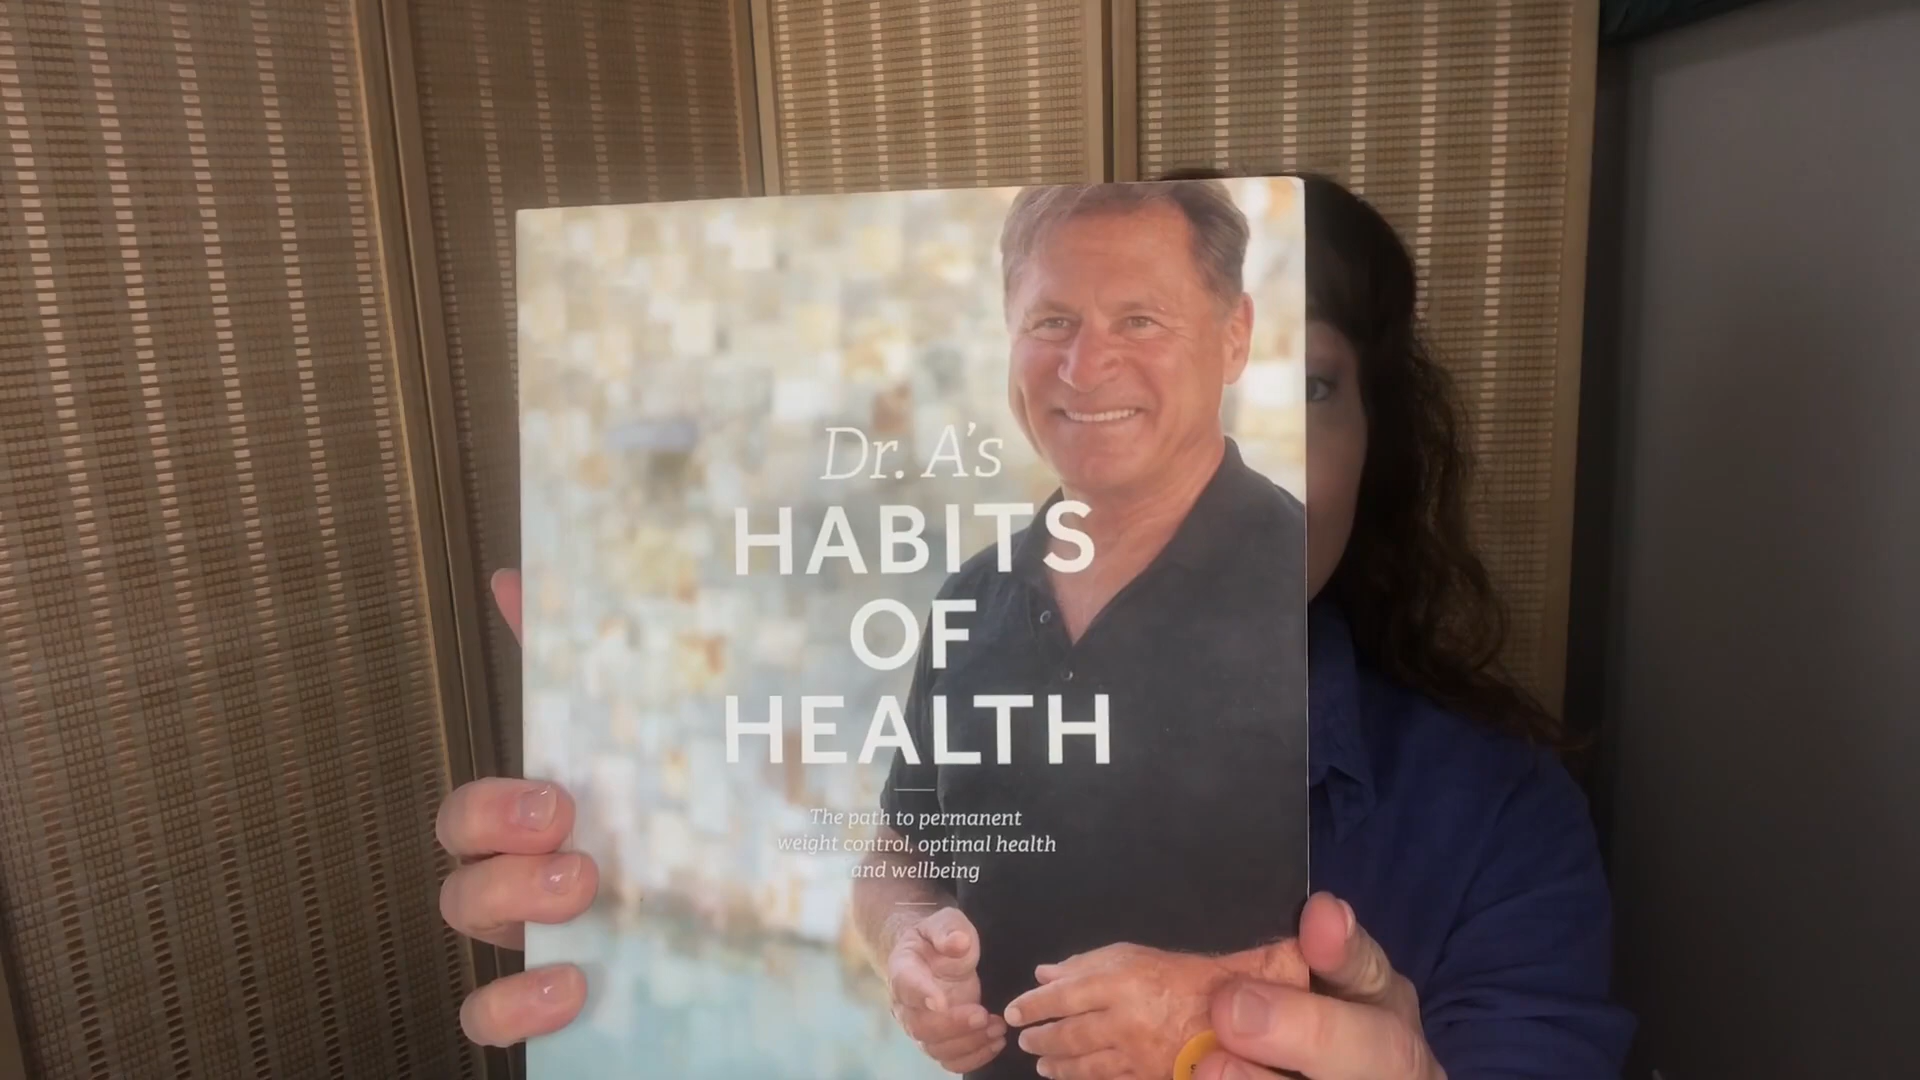 Dr. A's
HABITS
OF
HEALTH
The path to permanent
weight control, optimal health
and wellbeing